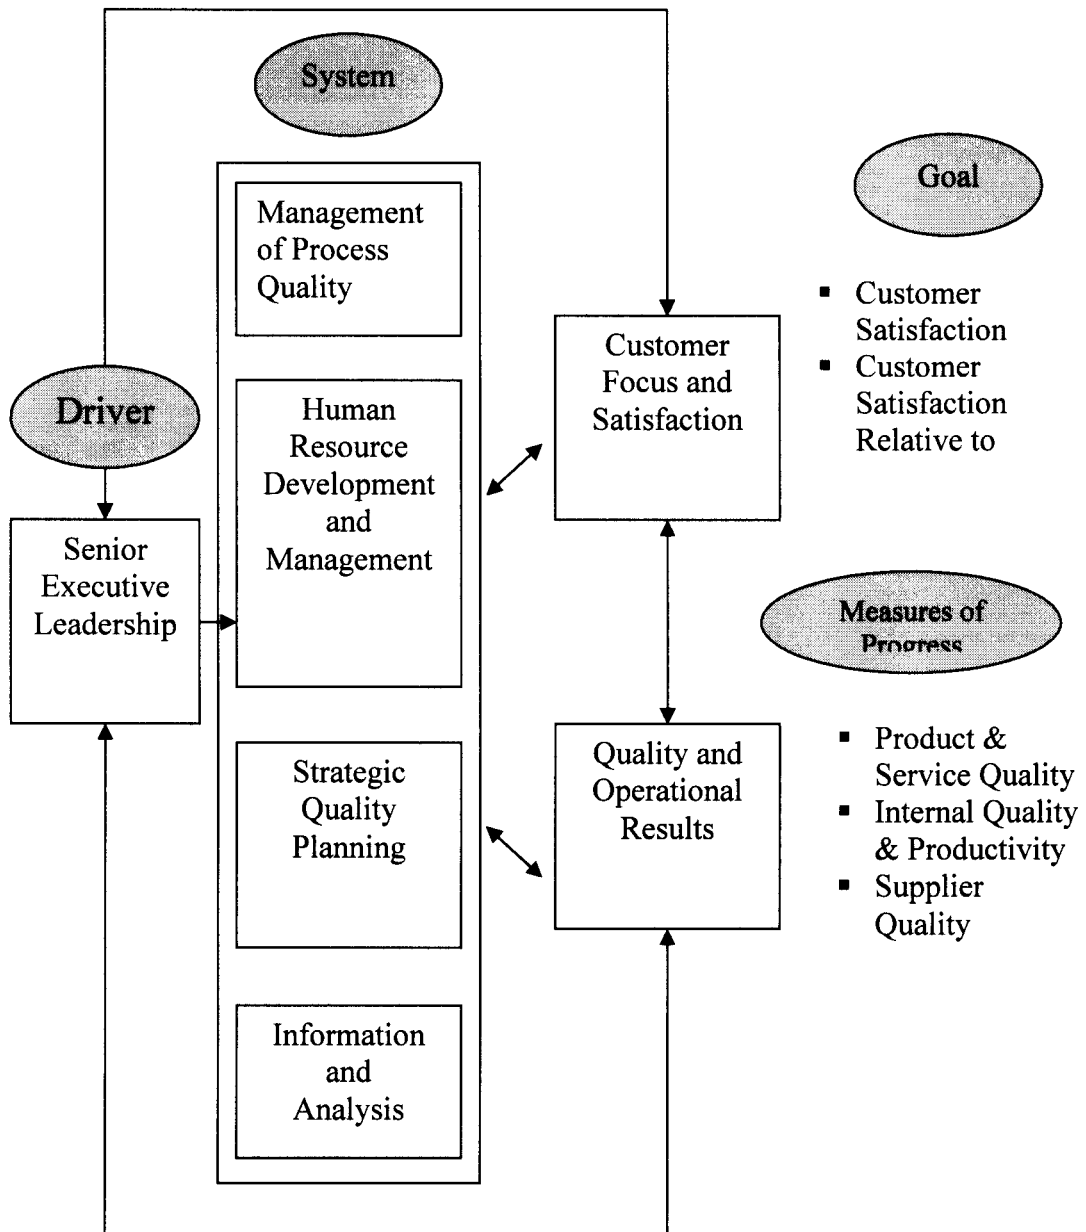 System
Goal
Management
of Process
Quality
▪ Customer
Satisfaction
▪ Customer
Satisfaction
Relative to
Customer
Focus and
Satisfaction
Driver
Human
Resource
Development
and
Management
Senior
Executive
Leadership
Measures of
Progress
Strategic
Quality
Planning
Quality and
Operational
Results
▪ Product &
Service Quality
▪ Internal Quality
& Productivity
▪ Supplier
Quality
Information
and
Analysis